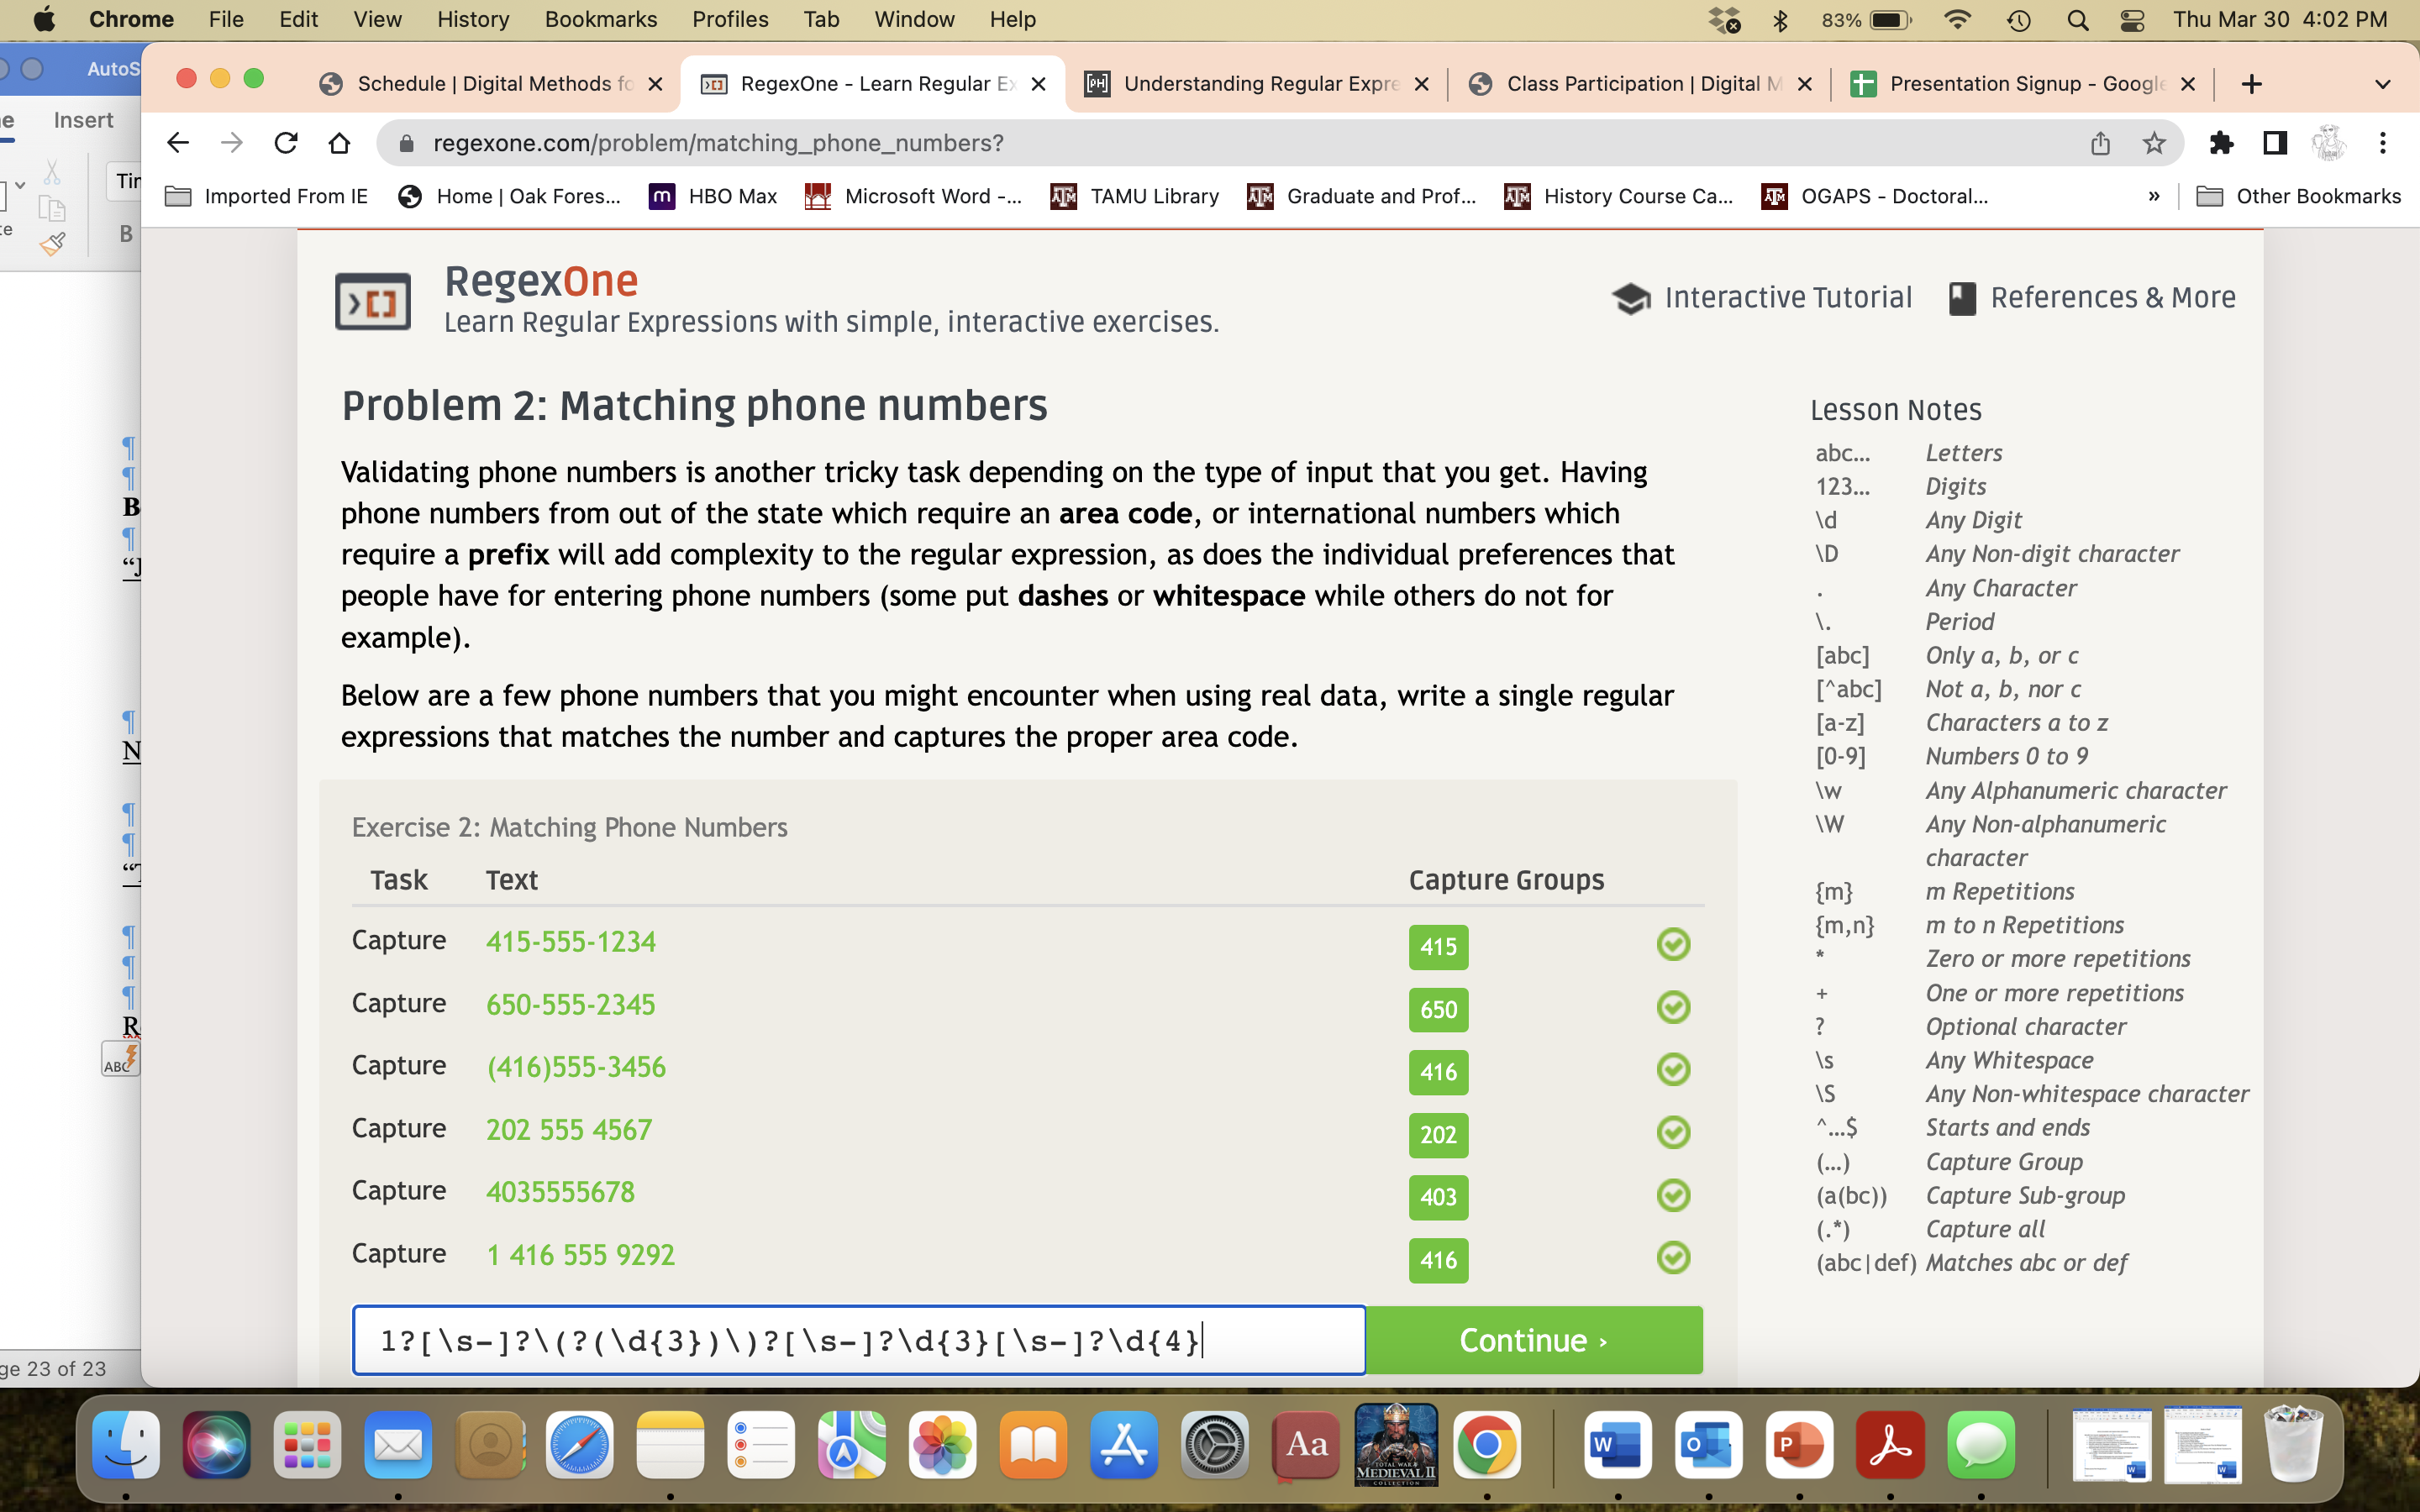 Chrome File Edit View History Bookmarks Profiles Tab Window Help 83% Thu Mar 30 4:02 PM
AutoS
Schedule | Digital Methods fo
RegexOne - Learn Regular Ex
Understanding Regular Expre
Class Participation | Digital M
Presentation Signup - Google
Insert
regexone.com/problem/matching_phone_numbers?
Imported From IE Home | Oak Fores... HBO Max Microsoft Word -... TAMU Library Graduate and Prof... History Course Ca... OGAPS - Doctoral... » Other Bookmarks
RegexOne
Learn Regular Expressions with simple, interactive exercises.
Interactive Tutorial References & More
Problem 2: Matching phone numbers
Validating phone numbers is another tricky task depending on the type of input that you get. Having
phone numbers from out of the state which require an area code, or international numbers which
require a prefix will add complexity to the regular expression, as does the individual preferences that
people have for entering phone numbers (some put dashes or whitespace while others do not for
example).
Below are a few phone numbers that you might encounter when using real data, write a single regular
expressions that matches the number and captures the proper area code.
Exercise 2: Matching Phone Numbers
Task Text Capture Groups
Capture 415-555-1234 415
Capture 650-555-2345 650
Capture (416)555-3456 416
Capture 202 555 4567 202
Capture 4035555678 403
Capture 1 416 555 9292 416
1?[\s-]?\(?(\d{3})\)?[\s-]?\d{3}[\s-]?\d{4}
Continue ›
Lesson Notes
abc... Letters
123... Digits
\d Any Digit
\D Any Non-digit character
. Any Character
\. Period
[abc] Only a, b, or c
[^abc] Not a, b, nor c
[a-z] Characters a to z
[0-9] Numbers 0 to 9
\w Any Alphanumeric character
\W Any Non-alphanumeric
character
{m} m Repetitions
{m,n} m to n Repetitions
* Zero or more repetitions
+ One or more repetitions
? Optional character
\s Any Whitespace
\S Any Non-whitespace character
^...$ Starts and ends
(...) Capture Group
(a(bc)) Capture Sub-group
(.*) Capture all
(abc|def) Matches abc or def
ge 23 of 23
ABC
Aa
TOTAL WAR
MEDIEVAL II
COLLECTION